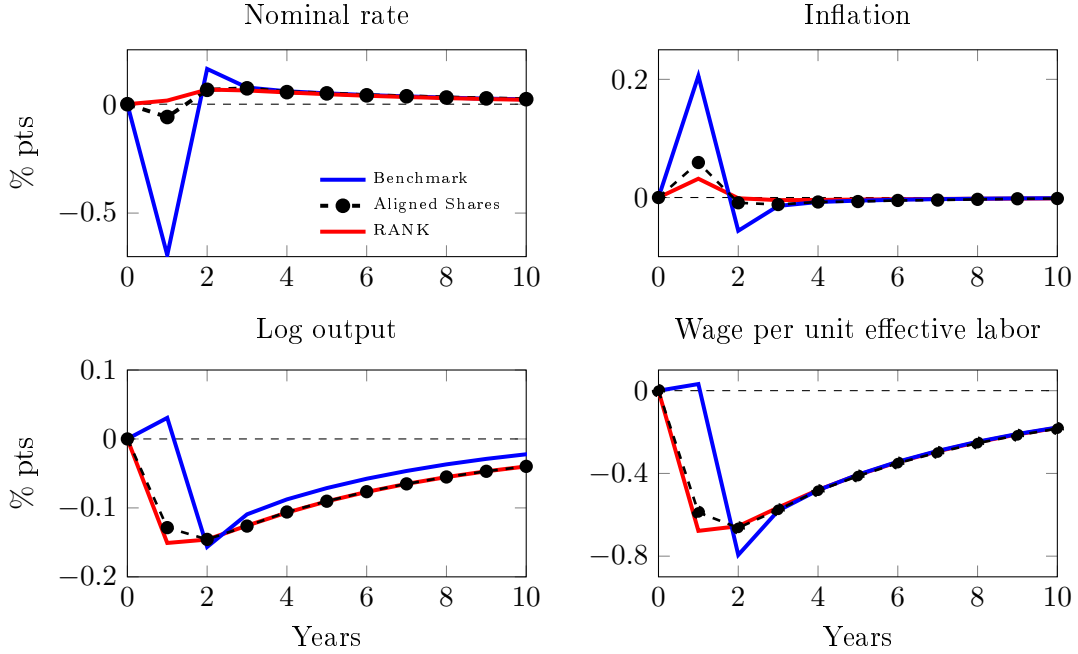 Nominal rate
Inflation
0.2
0
0
% pts
Benchmark
Aligned Shares
−0.5
RANK
0 2 4 6 8 10
0 2 4 6 8 10
Log output
Wage per unit effective labor
0.1
0
0
% pts
−0.4
−0.1
−0.8
−0.2
0 2 4 6 8 10
0 2 4 6 8 10
Years
Years